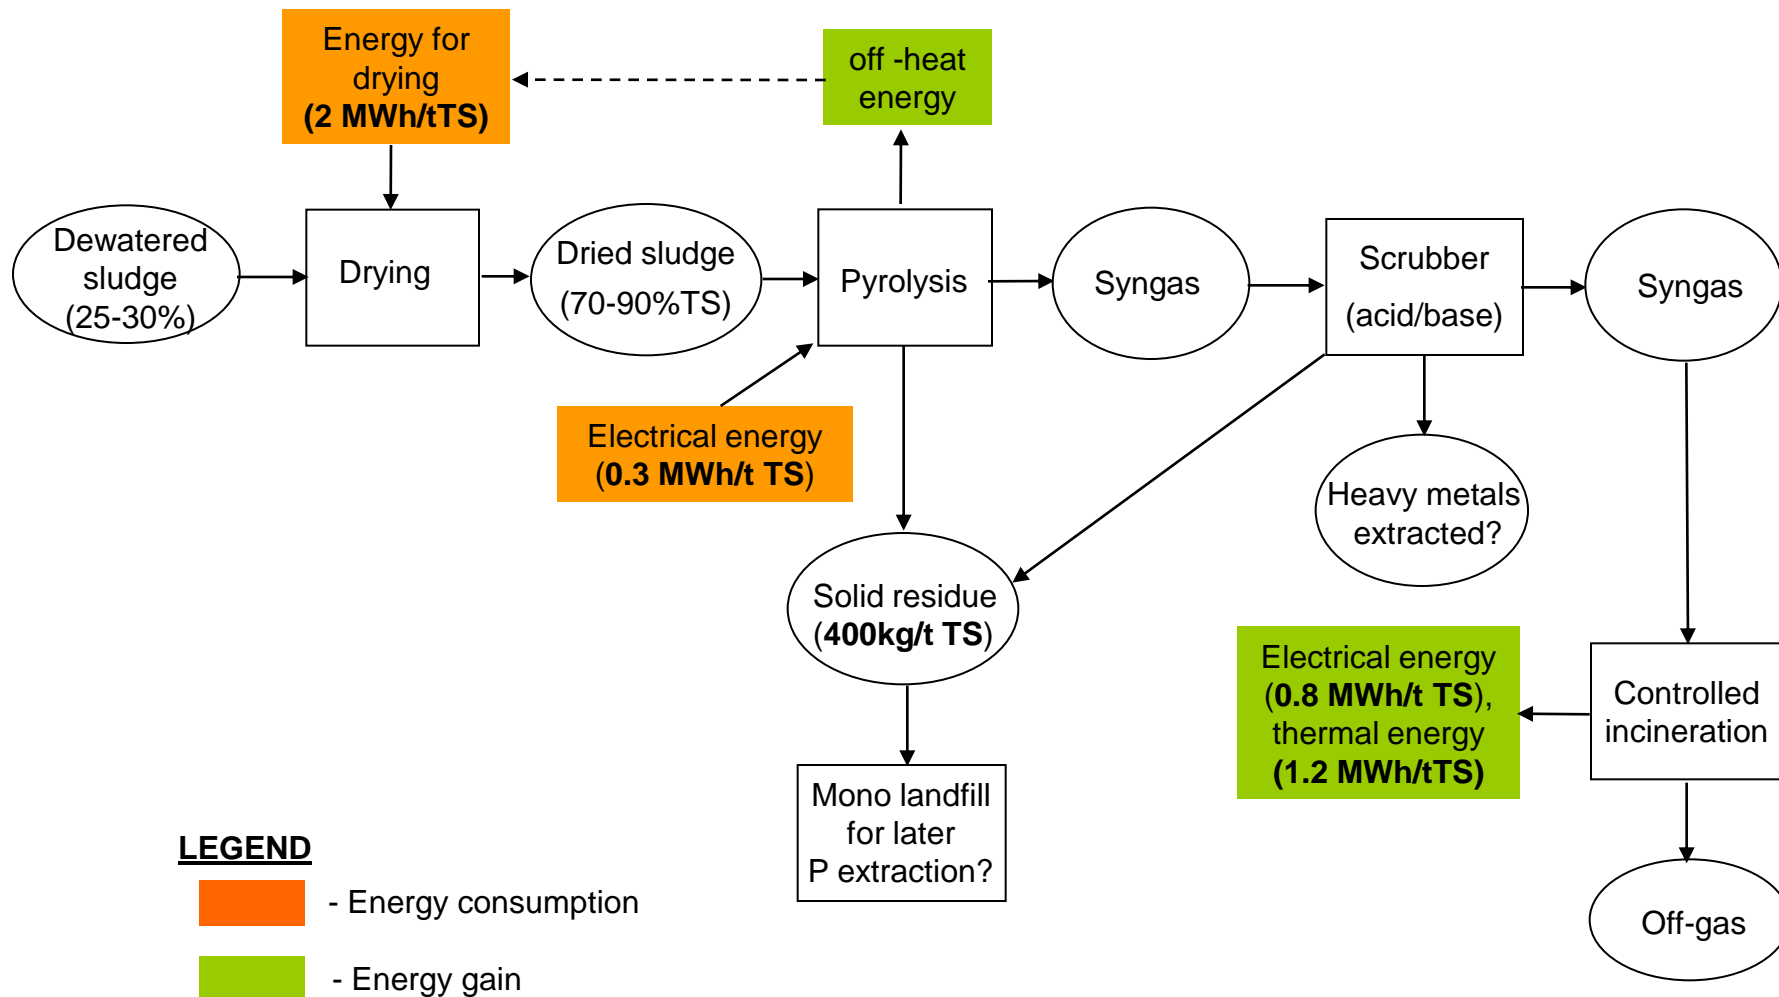 Energy for
drying
(2 MWh/tTS)
off -heat
energy
Dewatered
sludge
(25-30%)
Drying
Dried sludge
(70-90%TS)
Pyrolysis
Syngas
Scrubber
(acid/base)
Syngas
Electrical energy
(0.3 MWh/t TS)
Heavy metals
extracted?
Solid residue
(400kg/t TS)
Electrical energy
(0.8 MWh/t TS),
thermal energy
(1.2 MWh/tTS)
Controlled
incineration
Mono landfill
for later
P extraction?
Off-gas
LEGEND
- Energy consumption
- Energy gain